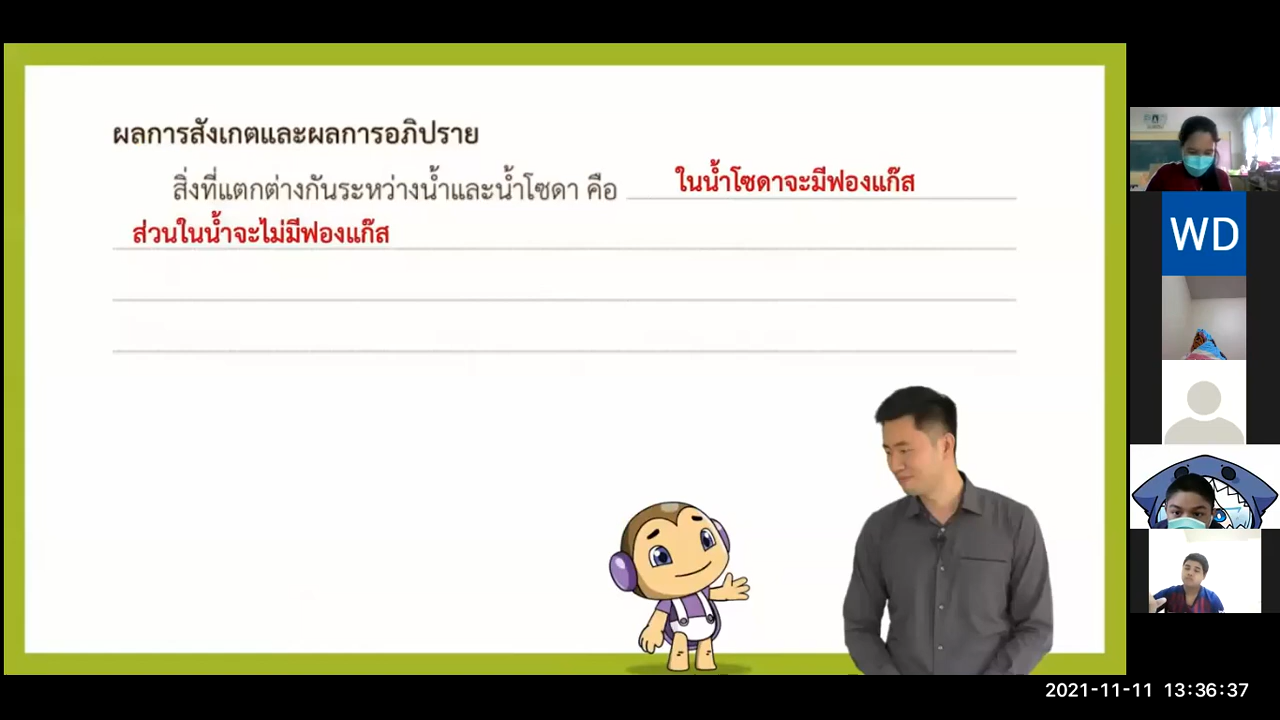 ผลการสังเกตและผลการอภิปราย
สิ่งที่แตกต่างกันระหว่างน้ำและน้ำโซดา คือ ในน้ำโซดาจะมีฟองแก๊ส
ส่วนในน้ำจะไม่มีฟองแก๊ส
WD
2021-11-11 13:36:37